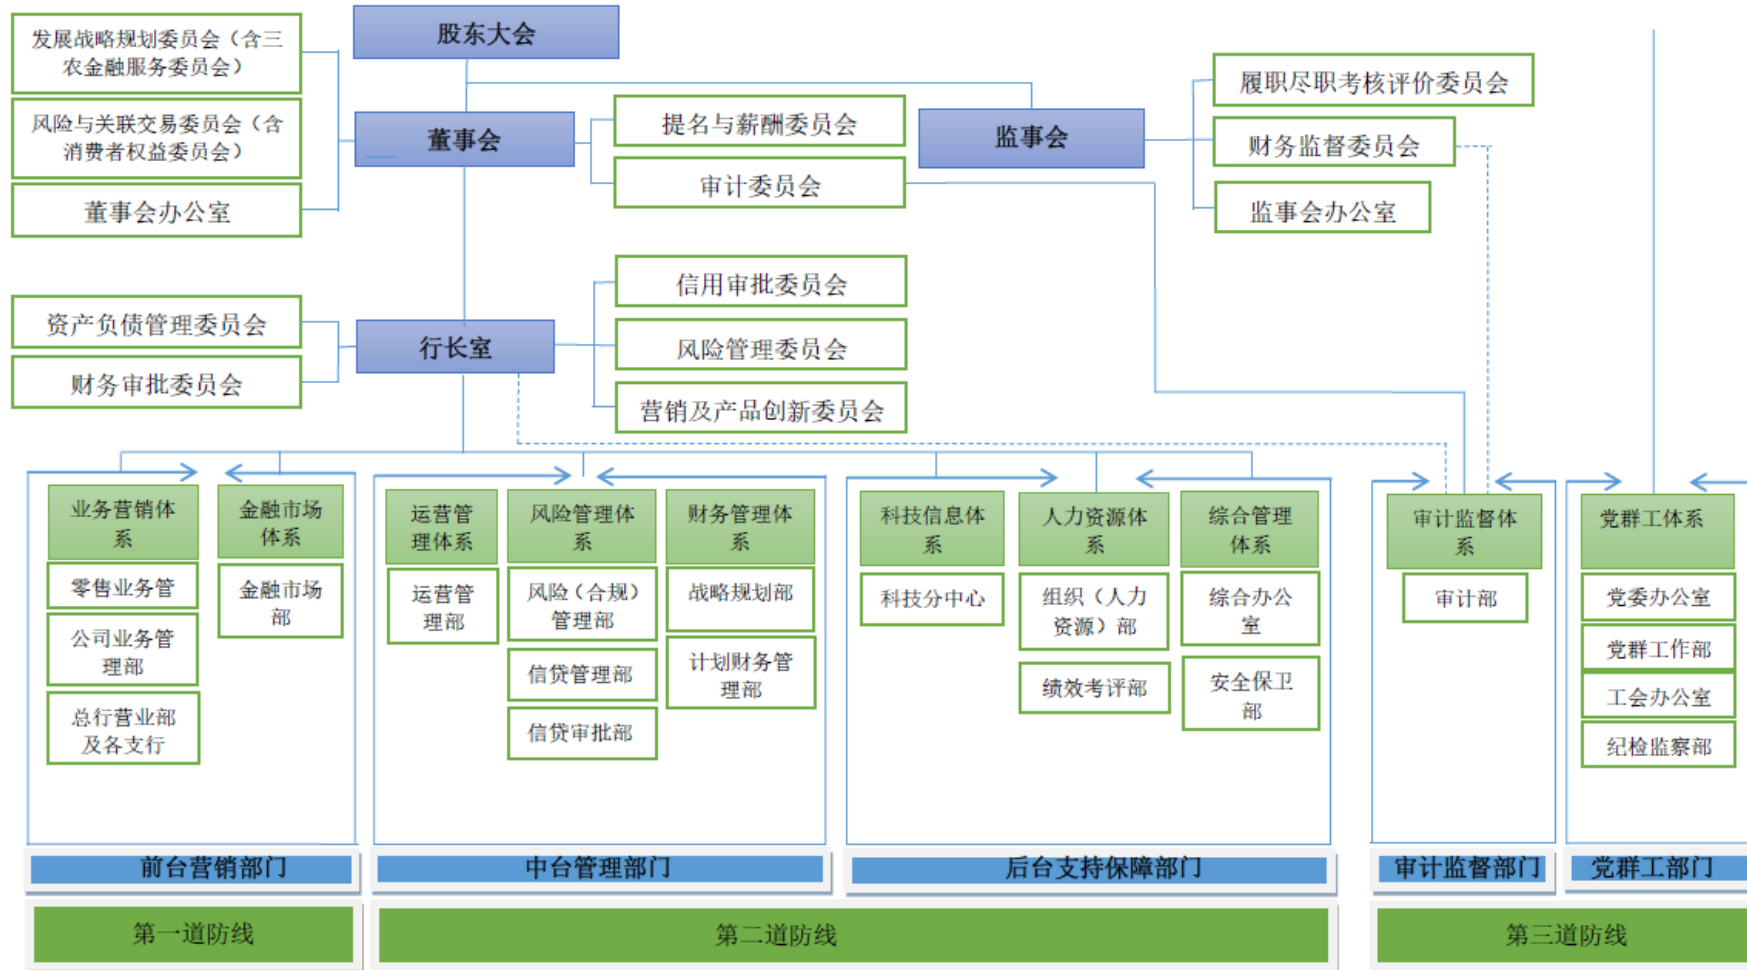 股东大会
发展战略规划委员会（含三
农金融服务委员会）
风险与关联交易委员会（含
消费者权益委员会）
董事会办公室
董事会
提名与薪酬委员会
审计委员会
监事会
履职尽职考核评价委员会
财务监督委员会
监事会办公室
资产负债管理委员会
财务审批委员会
行长室
信用审批委员会
风险管理委员会
营销及产品创新委员会
业务营销体
系
零售业务管
公司业务管
理部
总行营业部
及各支行
金融市场
体系
金融市场
部
运营管
理体系
运营管
理部
风险管理体
系
风险（合规）
管理部
信贷管理部
信贷审批部
财务管理体
系
战略规划部
计划财务管
理部
科技信息体
系
科技分中心
人力资源体
系
组织（人力
资源）部
绩效考评部
综合管理
体系
综合办公
室
安全保卫
部
审计监督体
系
审计部
党群工体系
党委办公室
党群工作部
工会办公室
纪检监察部
前台营销部门
中台管理部门
后台支持保障部门
审计监督部门
党群工部门
第一道防线
第二道防线
第三道防线